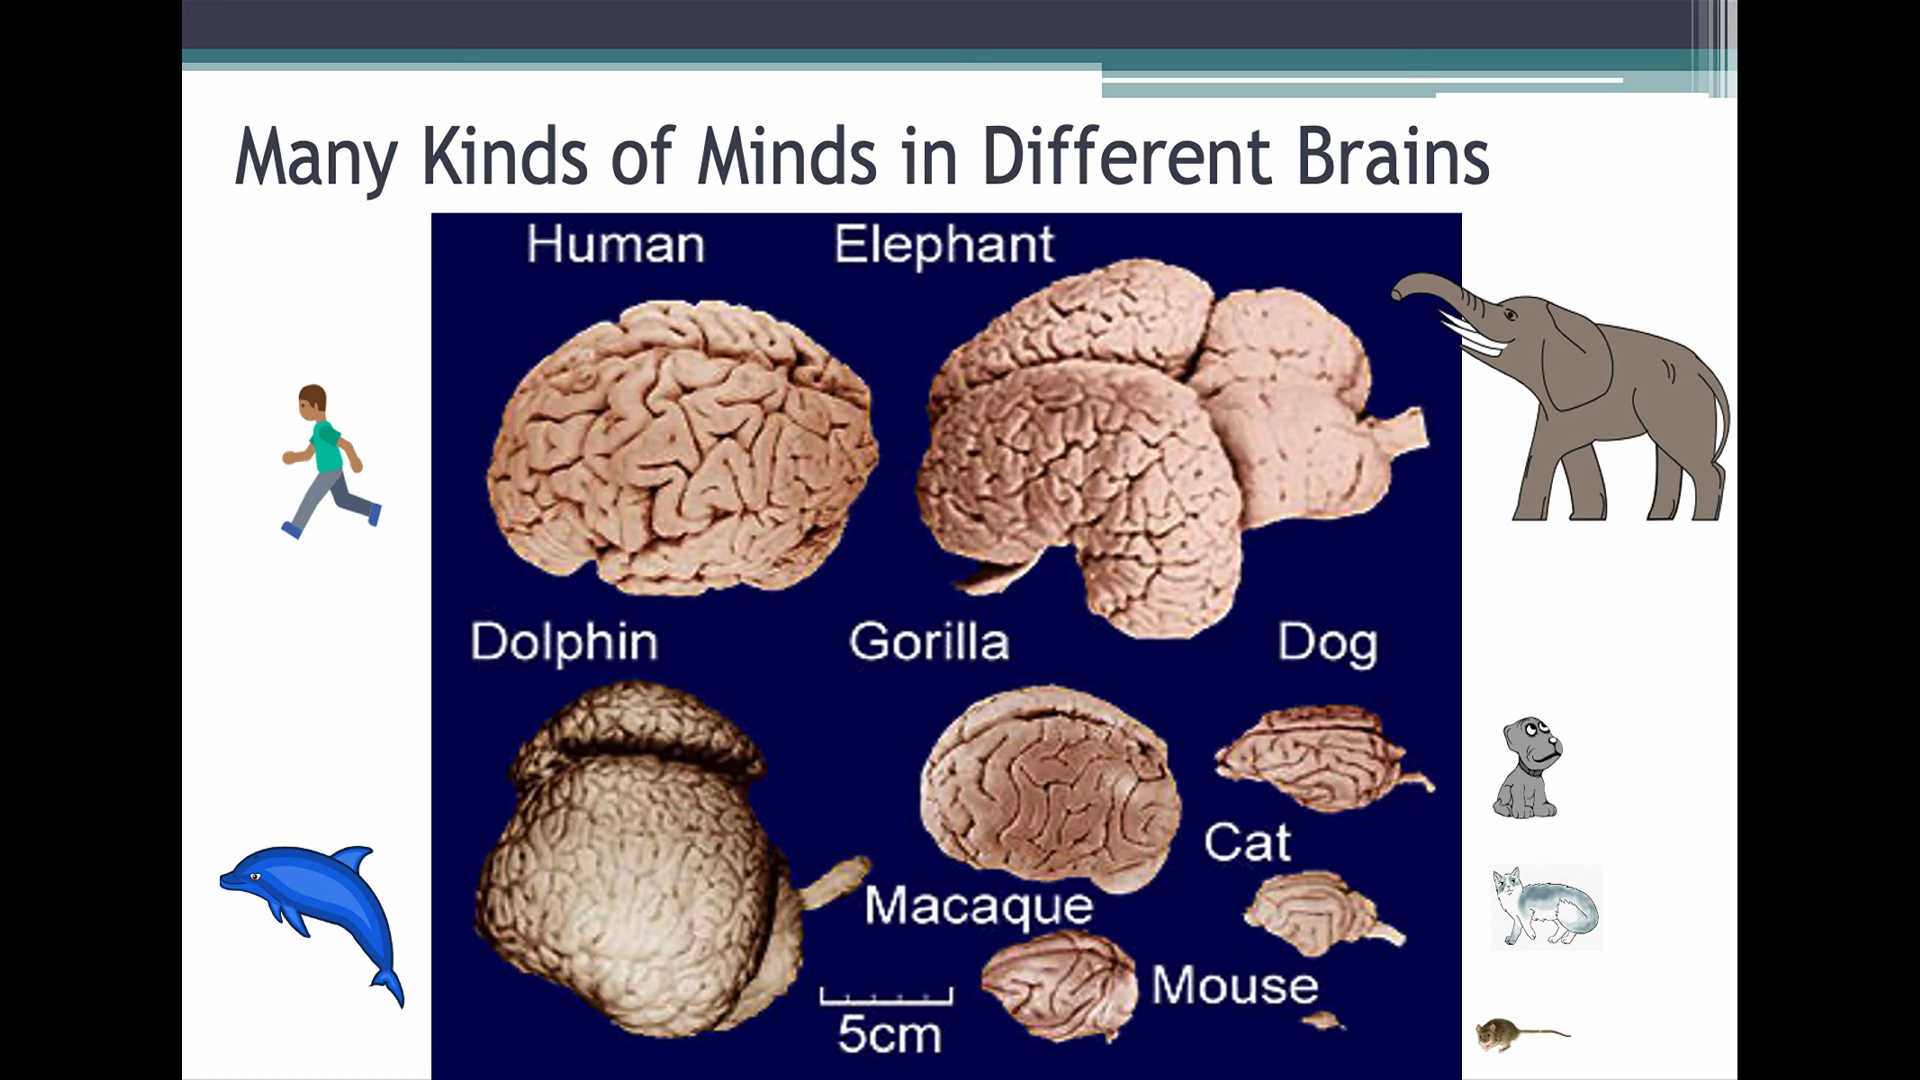 Many Kinds of Minds in Different Brains
Human
Elephant
Dolphin
Gorilla
Dog
Cat
Macaque
Mouse
5cm